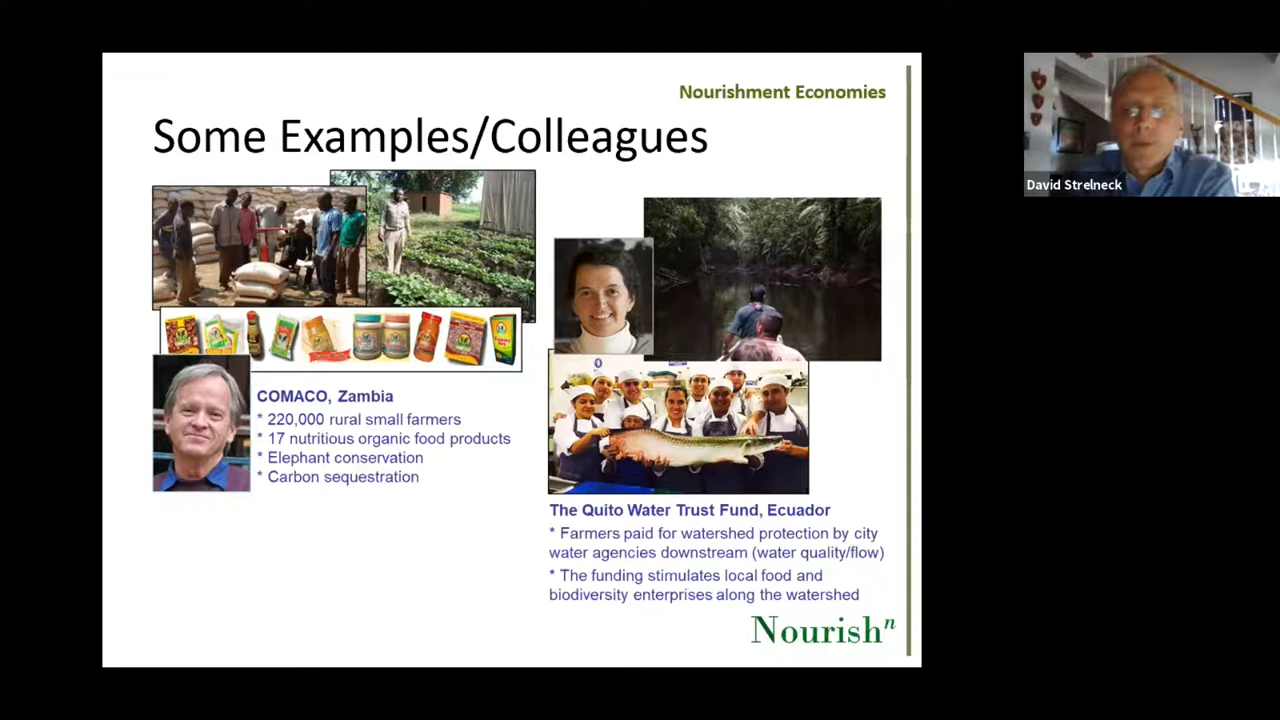 Nourishment Economies
Some Examples/Colleagues
COMACO, Zambia
* 220,000 rural small farmers
* 17 nutritious organic food products
* Elephant conservation
* Carbon sequestration
The Quito Water Trust Fund, Ecuador
* Farmers paid for watershed protection by city
water agencies downstream (water quality/flow)
* The funding stimulates local food and
biodiversity enterprises along the watershed
Nourishⁿ
David Strelneck